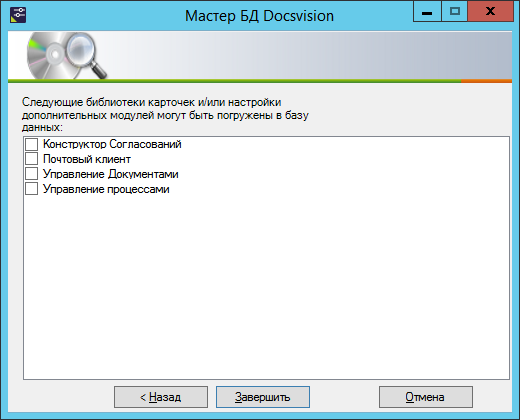 Мастер БД Docsvision
Следующие библиотеки карточек и/или настройки
дополнительных модулей могут быть погружены в базу
данных:
Конструктор Согласований
Почтовый клиент
Управление Документами
Управление процессами
< Назад
Завершить
Отмена